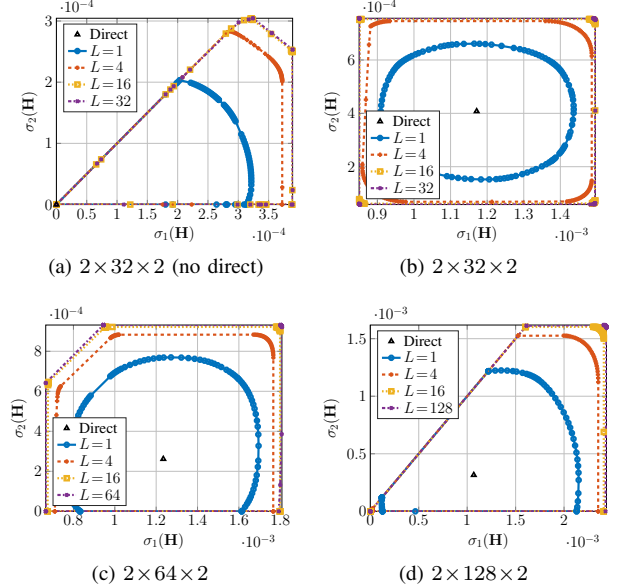 ·10⁻⁴
3
2
1
0
σ₂(H)
Direct
L=1
L=4
L=16
L=32
0 0.5 1 1.5 2 2.5 3 3.5
σ₁(H) ·10⁻⁴
(a) 2×32×2 (no direct)
·10⁻⁴
6
4
2
σ₂(H)
Direct
L=1
L=4
L=16
L=32
0.9 1 1.1 1.2 1.3 1.4
σ₁(H) ·10⁻³
(b) 2×32×2
·10⁻⁴
8
6
4
2
0
σ₂(H)
Direct
L=1
L=4
L=16
L=64
0.8 1 1.2 1.4 1.6 1.8
σ₁(H) ·10⁻³
(c) 2×64×2
·10⁻³
1.5
1
0.5
0
σ₂(H)
Direct
L=1
L=4
L=16
L=128
0 0.5 1 1.5 2
σ₁(H) ·10⁻³
(d) 2×128×2